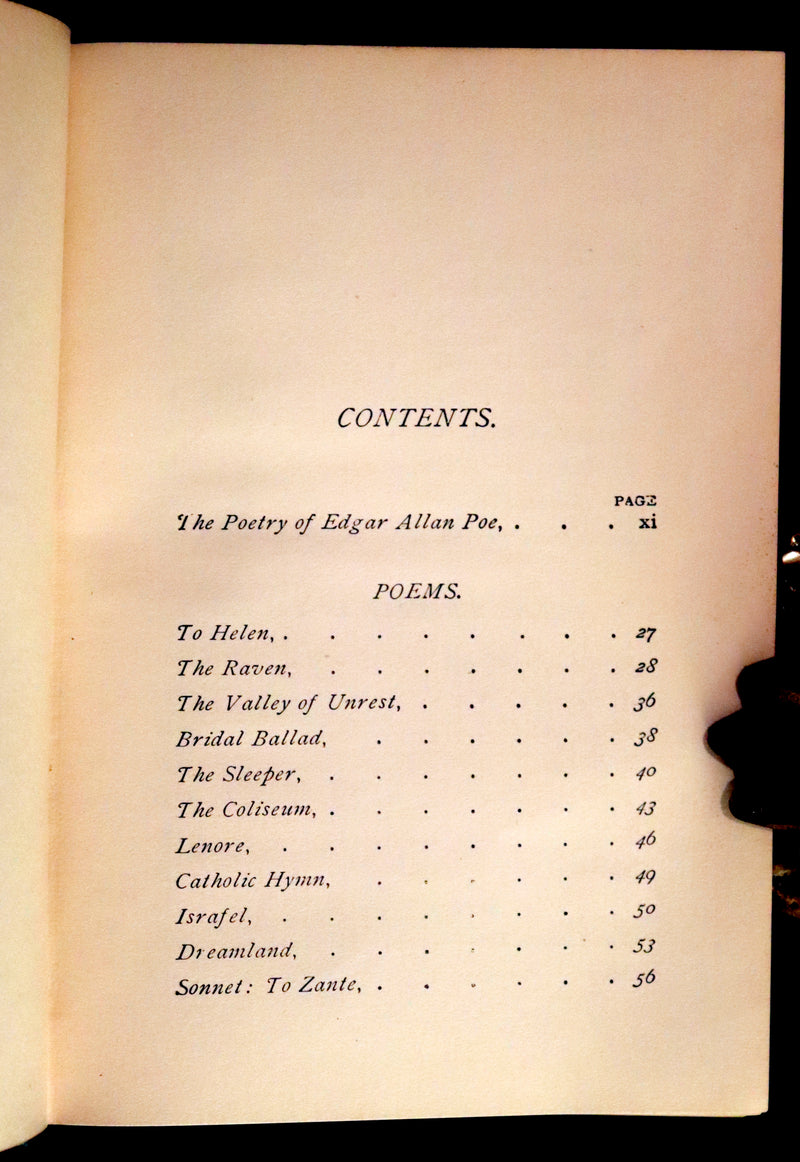 CONTENTS.
PAGE
The Poetry of Edgar Allan Poe, . . . xi
POEMS.
To Helen, . . . . . . . . 27
The Raven, . . . . . . . 28
The Valley of Unrest, . . . . . 36
Bridal Ballad, . . . . . . 38
The Sleeper, . . . . . . . 40
The Coliseum, . . . . . . . 43
Lenore, . . . . . . . . 46
Catholic Hymn, . . . . . . 49
Israfel, . . . . . . . . 50
Dreamland, . . . . . . . 53
Sonnet: To Zante, . . . . . . 56